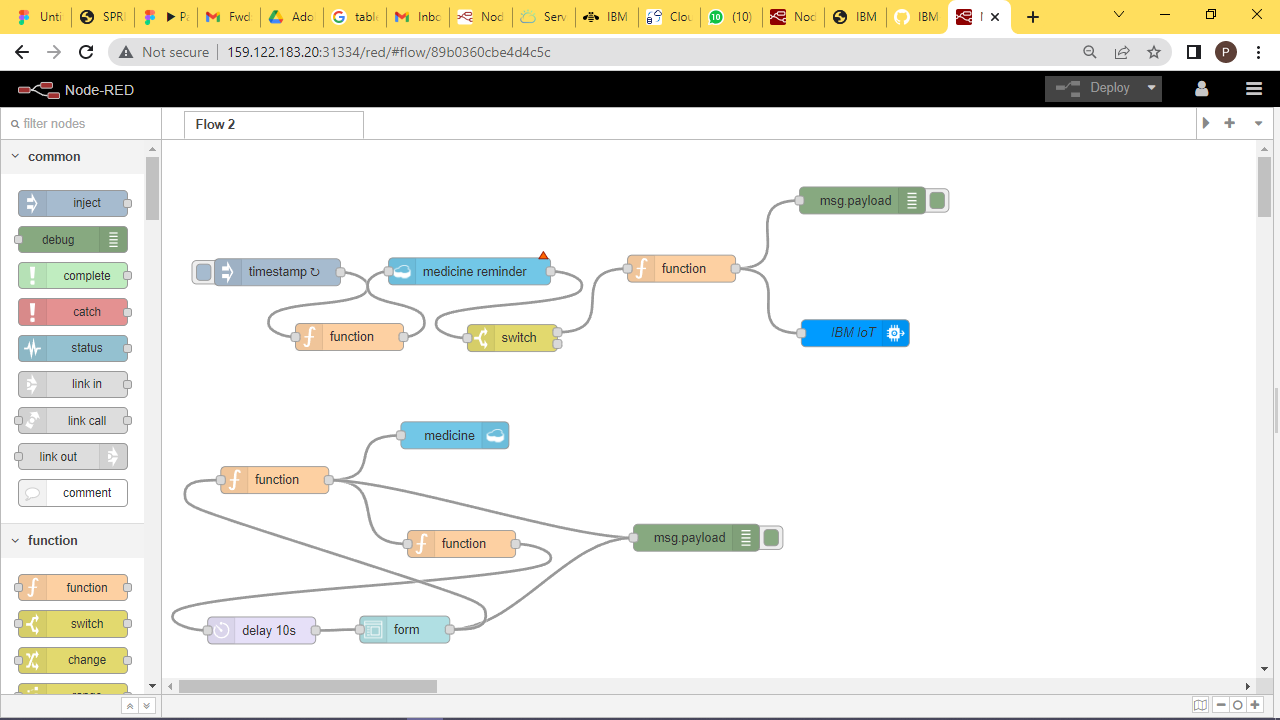 Unti
SPR
P
Fwd
Ado
table
Inbo
Nod
Serv
IBM
Clou
(10)
Nod
IBM
IBM
N
Not secure 159.122.183.20:31334/red/#flow/89b0360cbe4d4c5c
P
Node-RED
Deploy
filter nodes
Flow 2
common
inject
debug
complete
catch
status
link in
link call
link out
comment
function
function
switch
change
range
msg.payload
timestamp ↻
medicine reminder
function
function
switch
IBM IoT
medicine
function
function
msg.payload
delay 10s
form